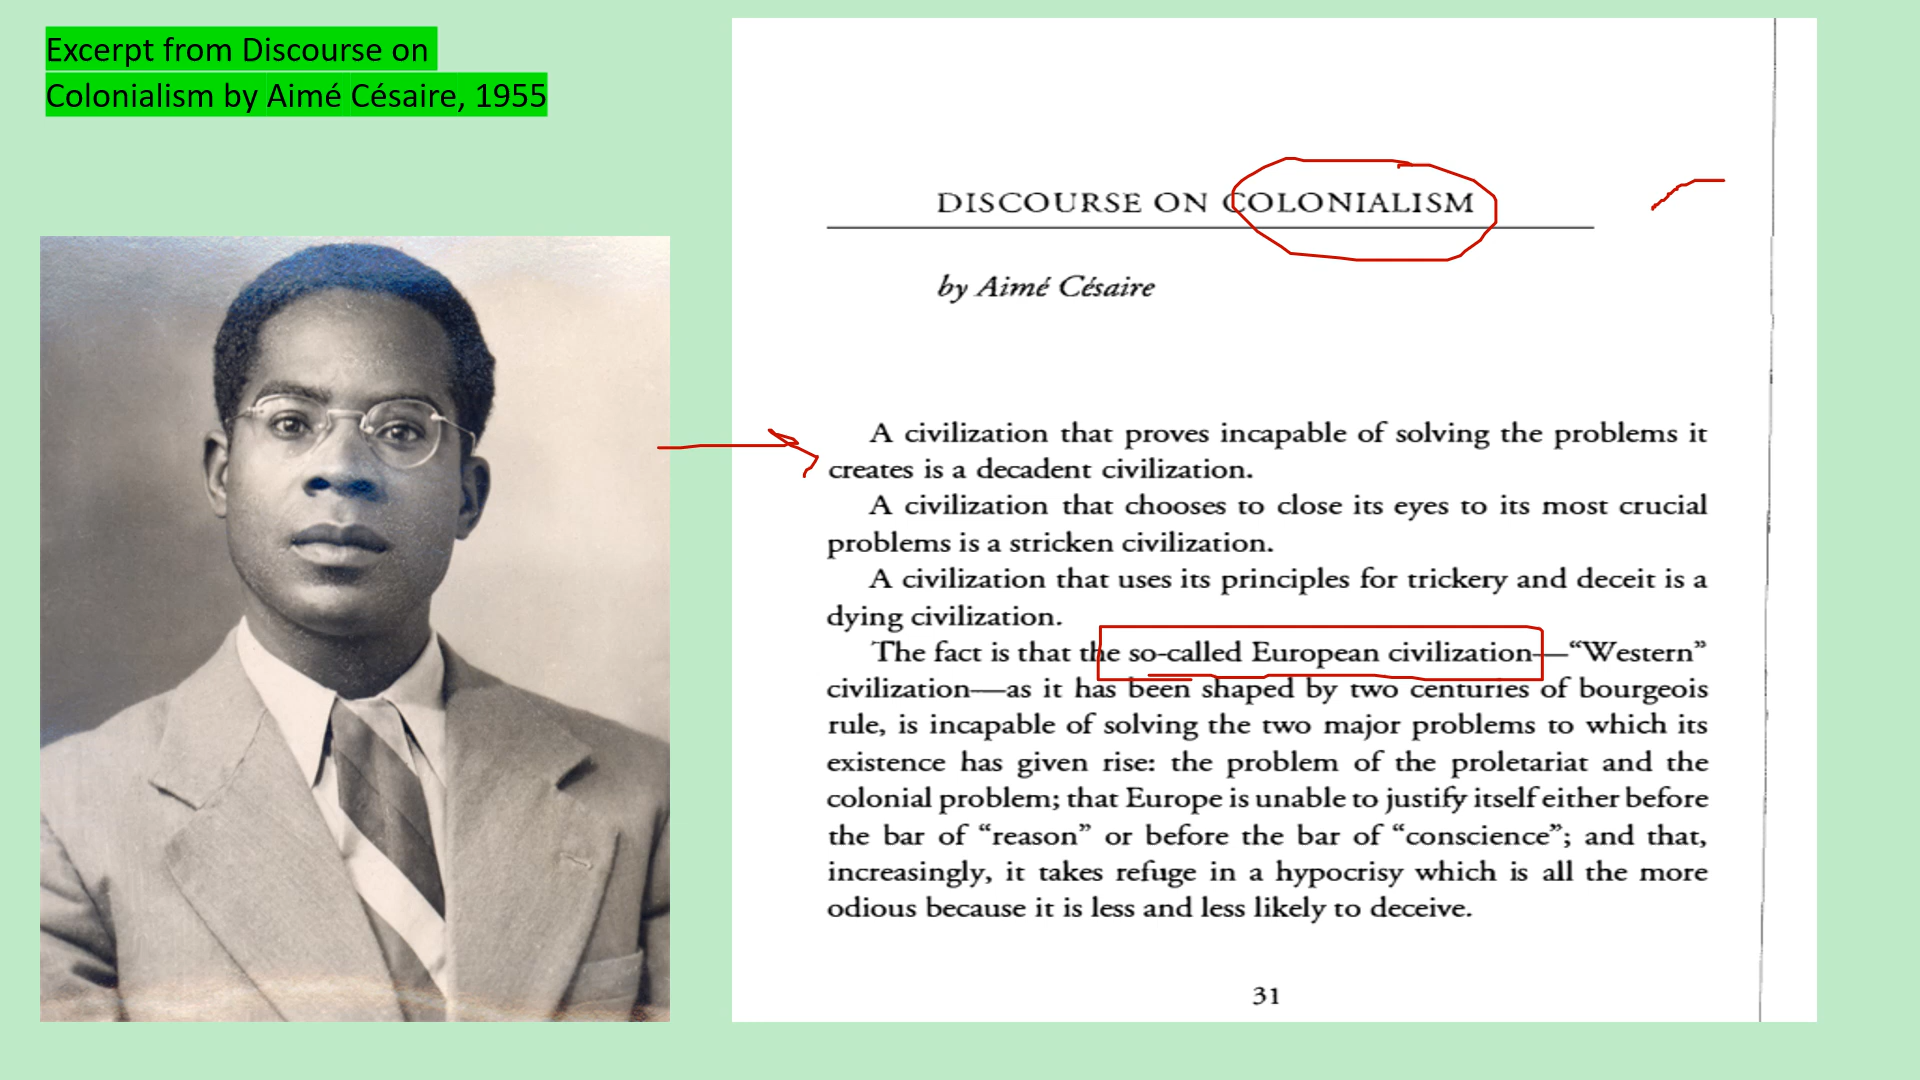 Excerpt from Discourse on
Colonialism by Aimé Césaire, 1955
DISCOURSE ON COLONIALISM
by Aimé Césaire
A civilization that proves incapable of solving the problems it
creates is a decadent civilization.
A civilization that chooses to close its eyes to its most crucial
problems is a stricken civilization.
A civilization that uses its principles for trickery and deceit is a
dying civilization.
The fact is that the so-called European civilization—“Western”
civilization—as it has been shaped by two centuries of bourgeois
rule, is incapable of solving the two major problems to which its
existence has given rise: the problem of the proletariat and the
colonial problem; that Europe is unable to justify itself either before
the bar of “reason” or before the bar of “conscience”; and that,
increasingly, it takes refuge in a hypocrisy which is all the more
odious because it is less and less likely to deceive.
31